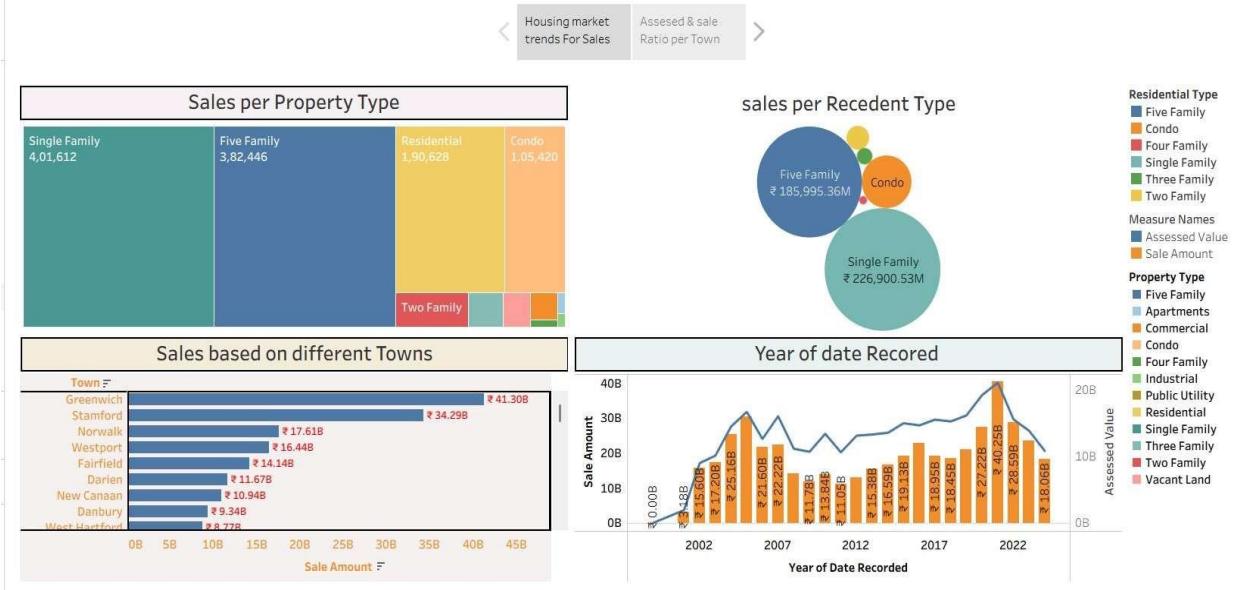 Housing market
trends For Sales
Assesed & sale
Ratio per Town
Sales per Property Type
Single Family
4,01,612
Five Family
3,82,446
Residential
1,90,628
Condo
1,05,420
Two Family
sales per Recedent Type
Five Family
₹ 185,995.36M
Condo
Single Family
₹ 226,900.53M
Residential Type
Five Family
Condo
Four Family
Single Family
Three Family
Two Family
Measure Names
Assessed Value
Sale Amount
Property Type
Five Family
Apartments
Commercial
Condo
Four Family
Industrial
Public Utility
Residential
Single Family
Three Family
Two Family
Vacant Land
Sales based on different Towns
Town
Greenwich ₹ 41.30B
Stamford ₹ 34.29B
Norwalk ₹ 17.61B
Westport ₹ 16.44B
Fairfield ₹ 14.14B
Darien ₹ 11.67B
New Canaan ₹ 10.94B
Danbury ₹ 9.34B
West Hartford ₹ 8.77B
0B 5B 10B 15B 20B 25B 30B 35B 40B 45B
Sale Amount
Year of date Recored
40B
30B
20B
10B
0B
Sale Amount
₹ 0.00B
₹ 3.18B
₹ 15.60B
₹ 17.20B
₹ 25.16B
₹ 21.60B
₹ 22.22B
₹ 11.78B
₹ 13.84B
₹ 11.05B
₹ 15.38B
₹ 16.59B
₹ 19.13B
₹ 18.95B
₹ 18.45B
₹ 27.22B
₹ 40.25B
₹ 28.59B
₹ 18.06B
20B
10B
0B
Assessed Value
2002 2007 2012 2017 2022
Year of Date Recorded